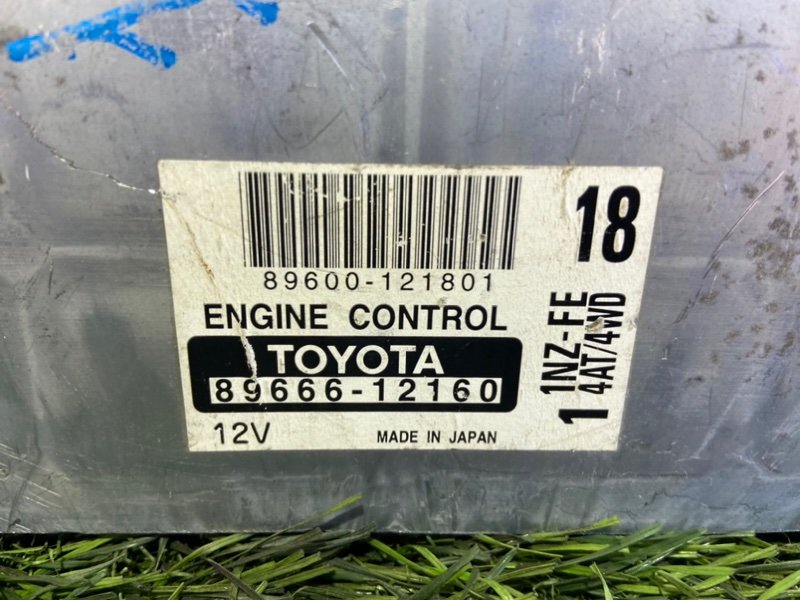 18
89600-121801
ENGINE CONTROL
TOYOTA
89666-12160
12V
MADE IN JAPAN
1 1NZ-FE
4AT/4WD